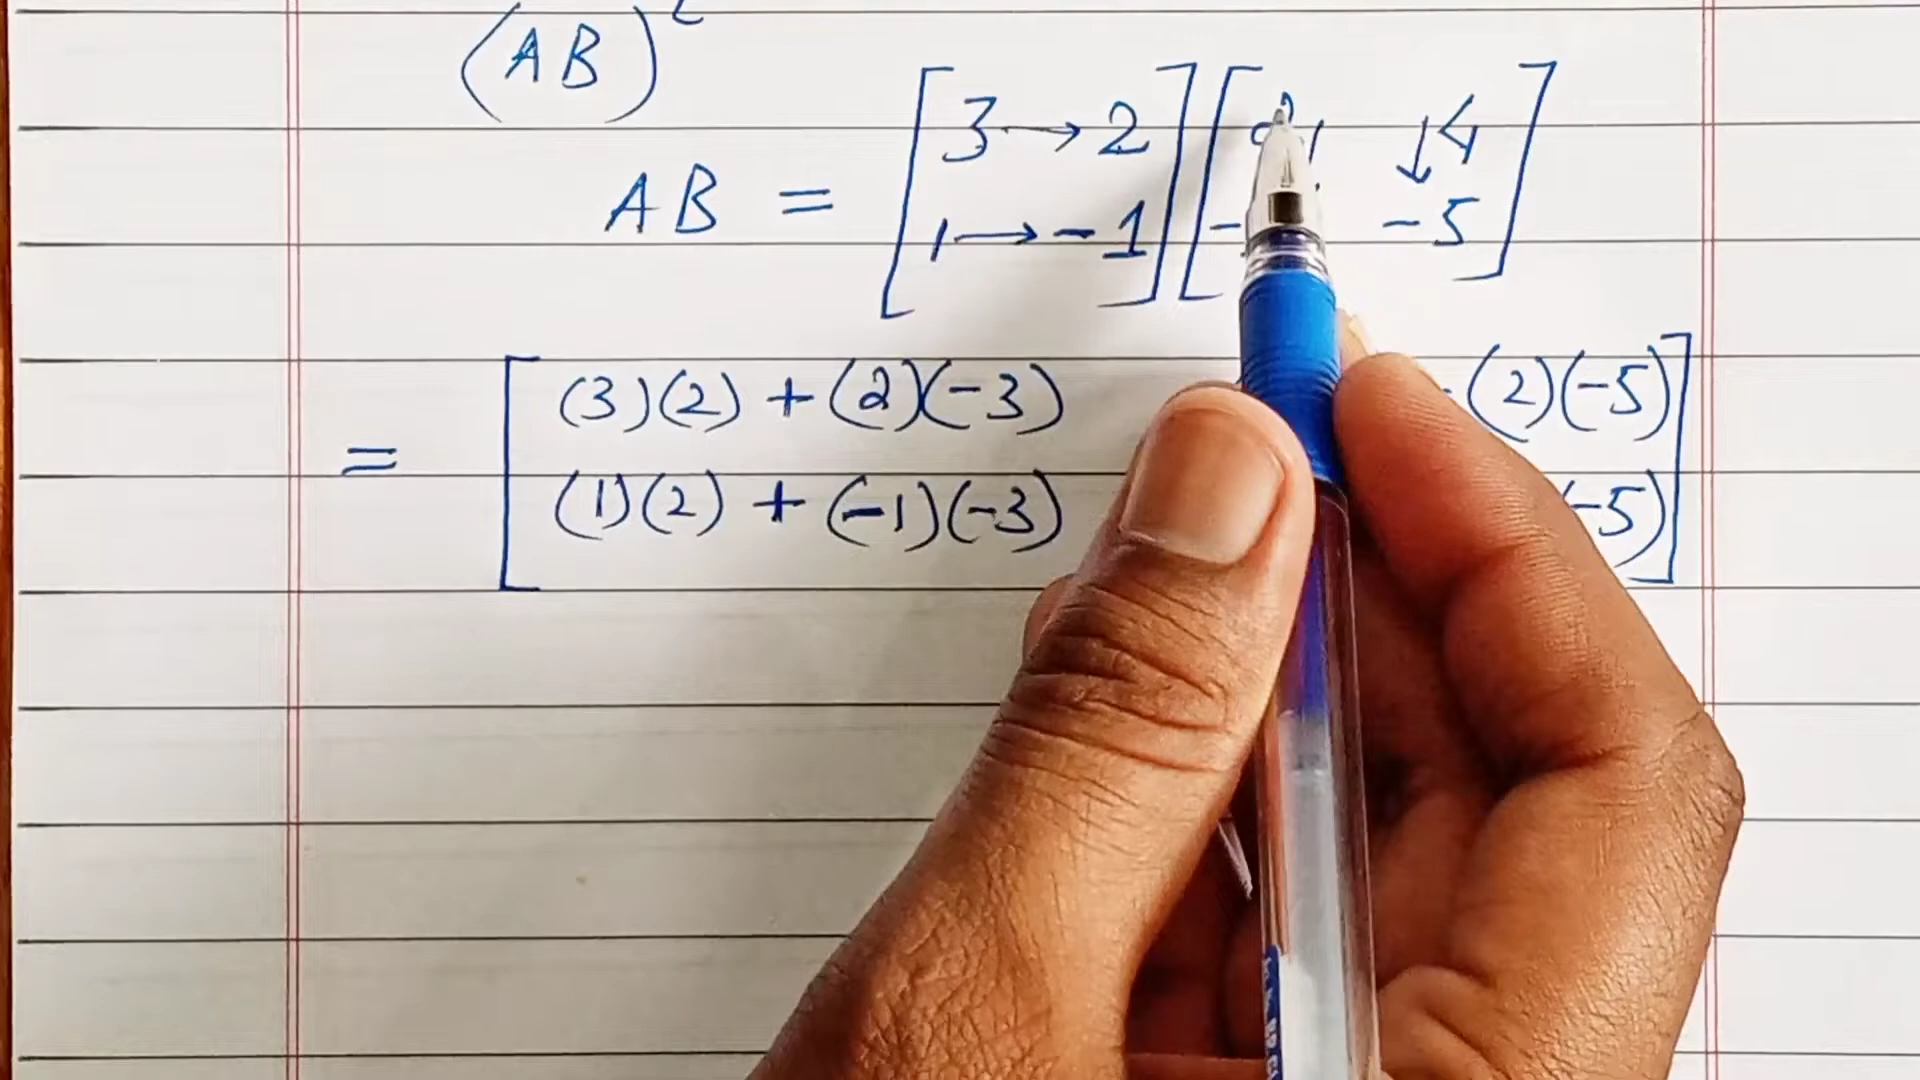 (AB)^t
AB = [3 → 2] [2 ↓4]
[1 → -1] [- -5]
= [(3)(2) + (2)(-3) (2)(-5)]
[(1)(2) + (-1)(-3) -5)]